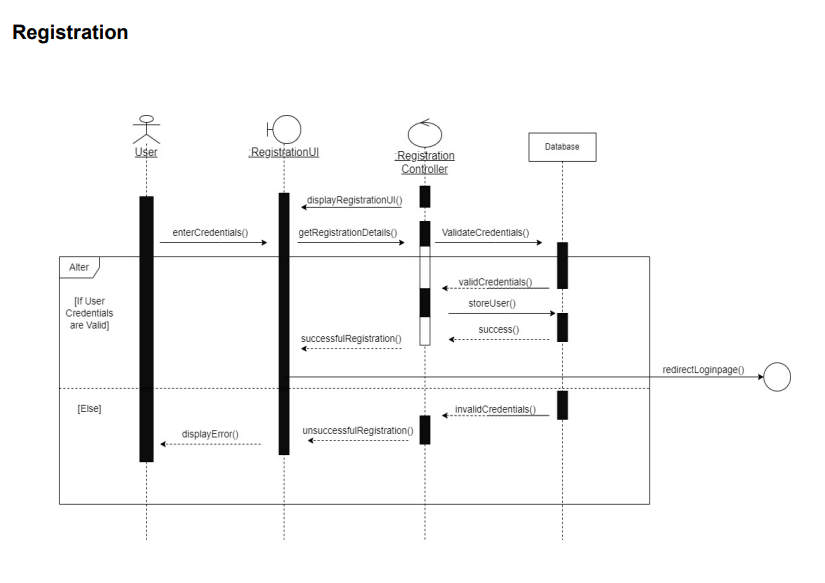 Registration
User
:RegistrationUI
:Registration
Controller
Database
displayRegistrationUI()
enterCredentials()
getRegistrationDetails()
ValidateCredentials()
Alter
[If User
Credentials
are Valid]
validCredentials()
storeUser()
success()
successfulRegistration()
redirectLoginpage()
[Else]
invalidCredentials()
unsuccessfulRegistration()
displayError()